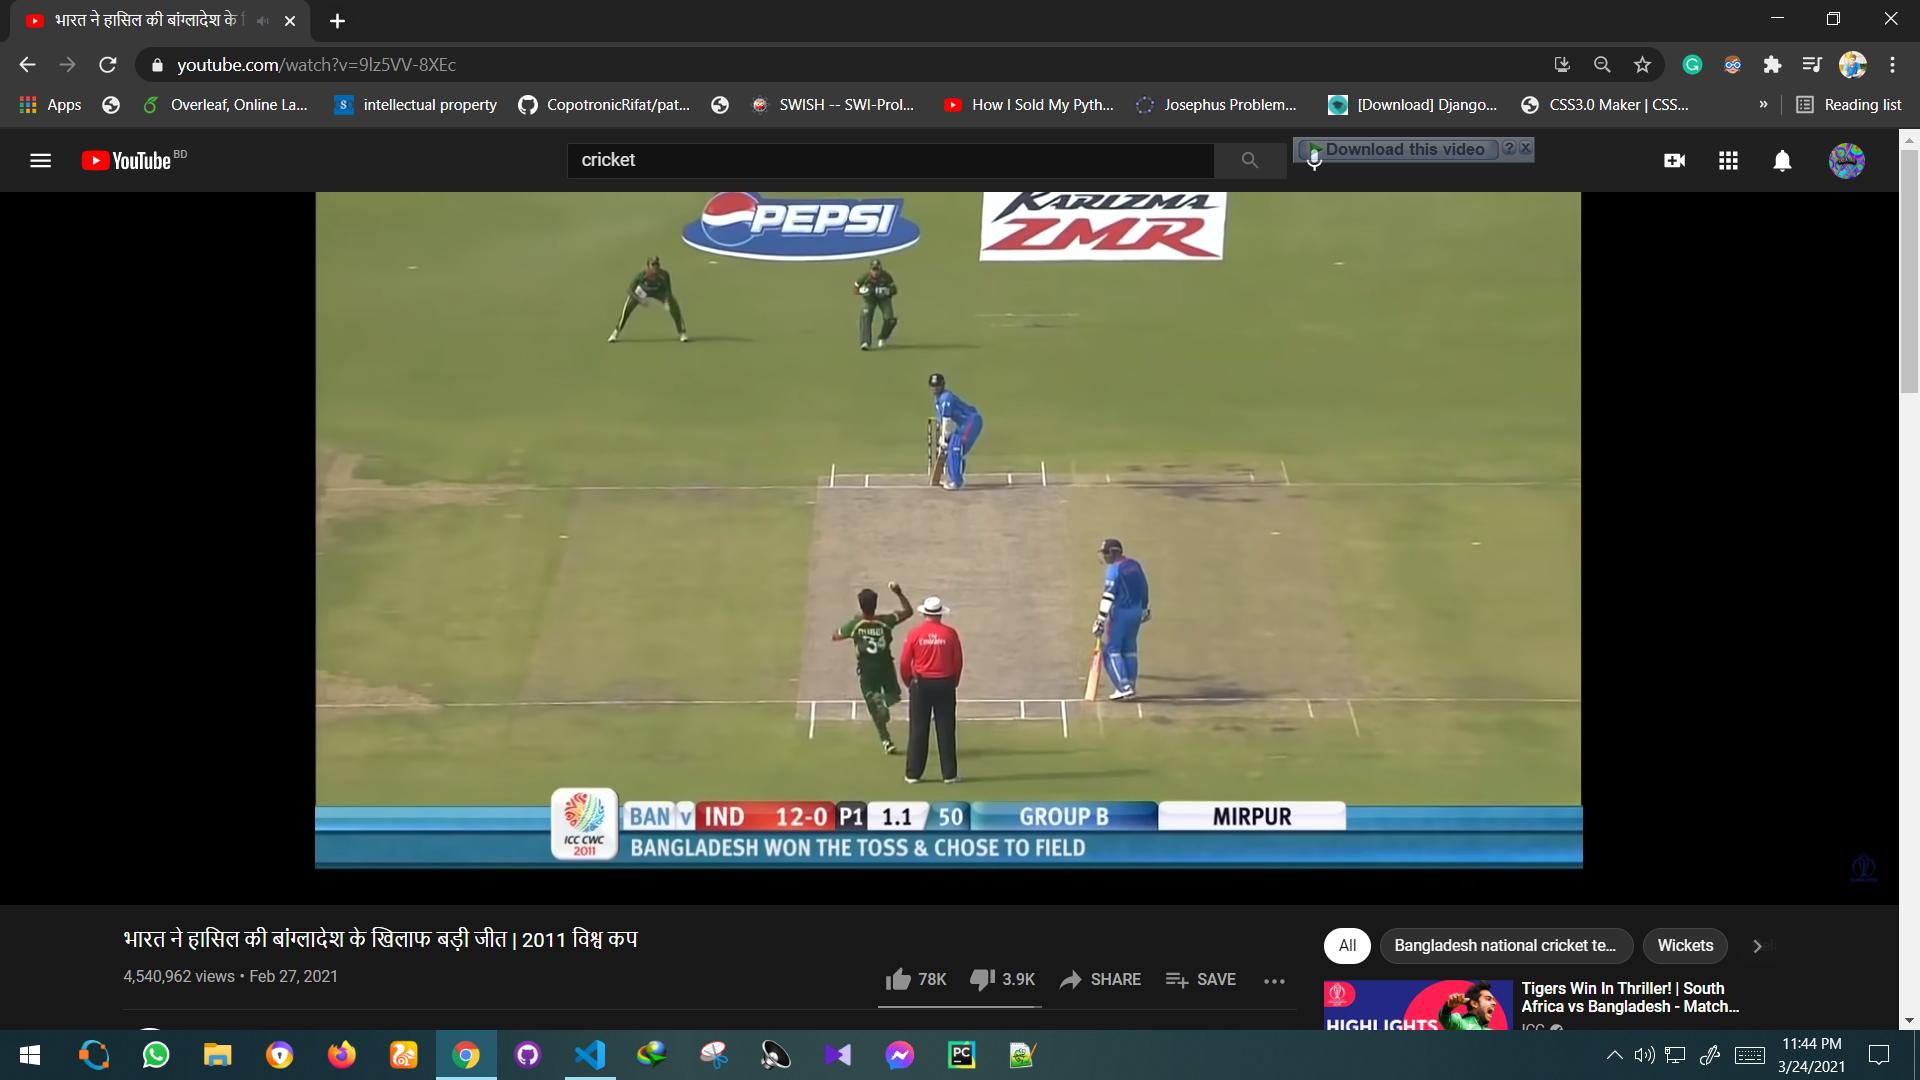 भारत ने हासिल की बांग्लादेश के
youtube.com/watch?v=9lz5VV-8XEc
Apps
Overleaf, Online La...
intellectual property
CopotronicRifat/pat...
SWISH -- SWI-Prol...
How I Sold My Pyth...
Josephus Problem...
[Download] Django...
CSS3.0 Maker | CSS...
»
Reading list
YouTube BD
cricket
Download this video ?
PEPSI
KARIZMA
ZMR
34
Fly Emirates
ICC CWC
2011
BAN v IND 12-0 P1 1.1 50 GROUP B MIRPUR
BANGLADESH WON THE TOSS & CHOSE TO FIELD
भारत ने हासिल की बांग्लादेश के खिलाफ बड़ी जीत | 2011 विश्व कप
4,540,962 views • Feb 27, 2021
78K
3.9K
SHARE
SAVE
All
Bangladesh national cricket te...
Wickets
HIGHLIGHTS
Tigers Win In Thriller! | South
Africa vs Bangladesh - Match...
ICC
PC
11:44 PM
3/24/2021